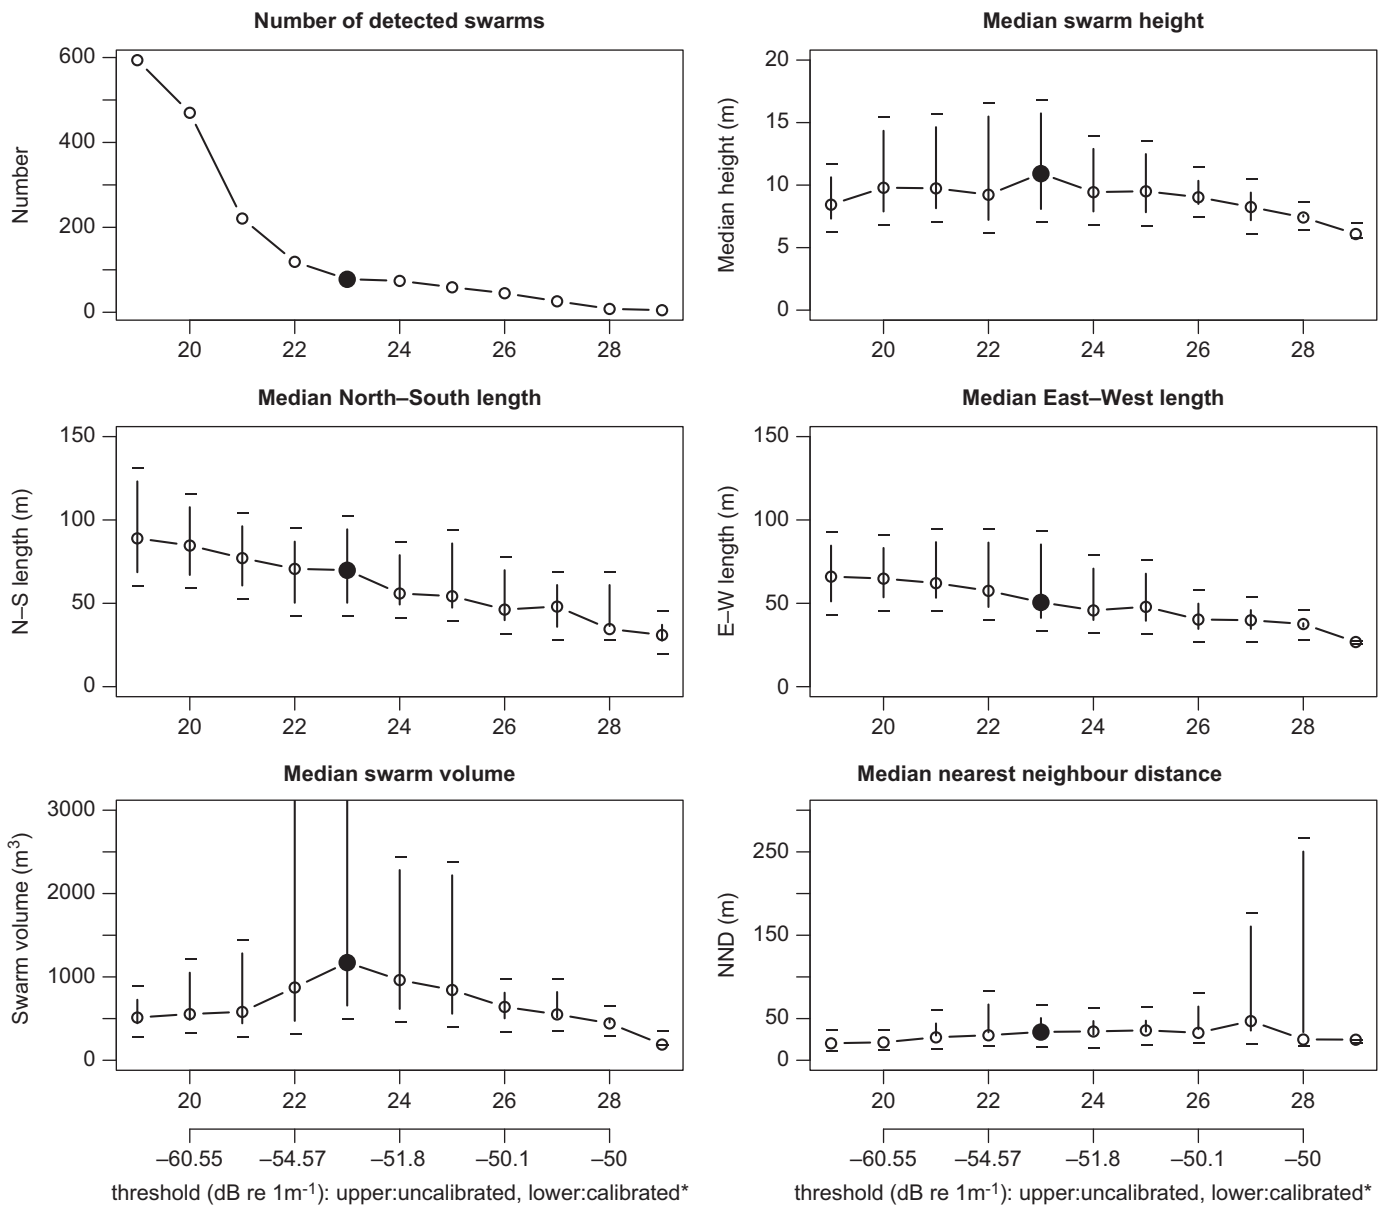 Number of detected swarms
Number
600
400
200
0
20 22 24 26 28
Median swarm height
Median height (m)
20
15
10
5
0
20 22 24 26 28
Median North–South length
N–S length (m)
150
100
50
0
20 22 24 26 28
Median East–West length
E–W length (m)
150
100
50
0
20 22 24 26 28
Median swarm volume
Swarm volume (m³)
3000
2000
1000
0
20 22 24 26 28
–60.55 –54.57 –51.8 –50.1 –50
threshold (dB re 1m⁻¹): upper:uncalibrated, lower:calibrated*
Median nearest neighbour distance
NND (m)
250
150
50
0
20 22 24 26 28
–60.55 –54.57 –51.8 –50.1 –50
threshold (dB re 1m⁻¹): upper:uncalibrated, lower:calibrated*